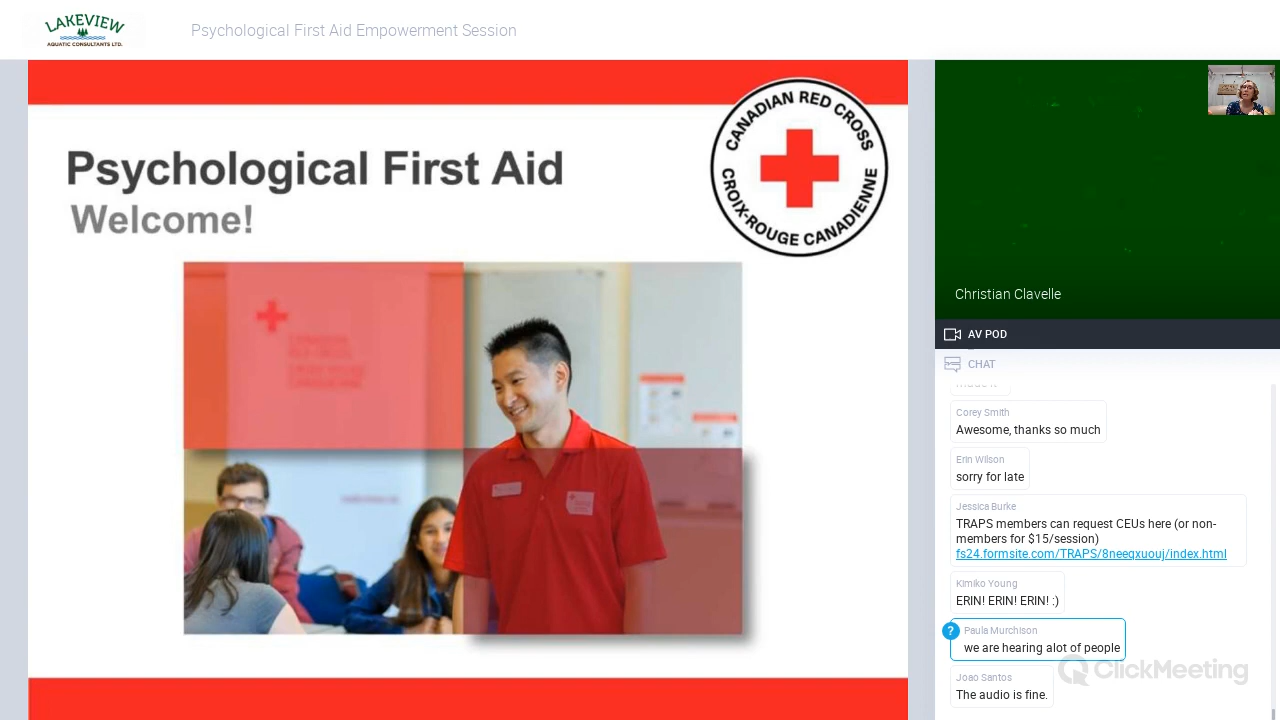 LAKEVIEW
AQUATIC CONSULTANTS LTD.
Psychological First Aid Empowerment Session
CANADIAN RED CROSS
CROIX-ROUGE CANADIENNE
Psychological First Aid
Welcome!
CANADIAN
RED CROSS
Christian Clavelle
AV POD
CHAT
Corey Smith
Awesome, thanks so much
Erin Wilson
sorry for late
Jessica Burke
TRAPS members can request CEUs here (or non-
members for $15/session)
fs24.formsite.com/TRAPS/8neeqxuouj/index.html
Kimiko Young
ERIN! ERIN! ERIN! :)
?
Paula Murchison
we are hearing alot of people
Joao Santos
The audio is fine.
ClickMeeting